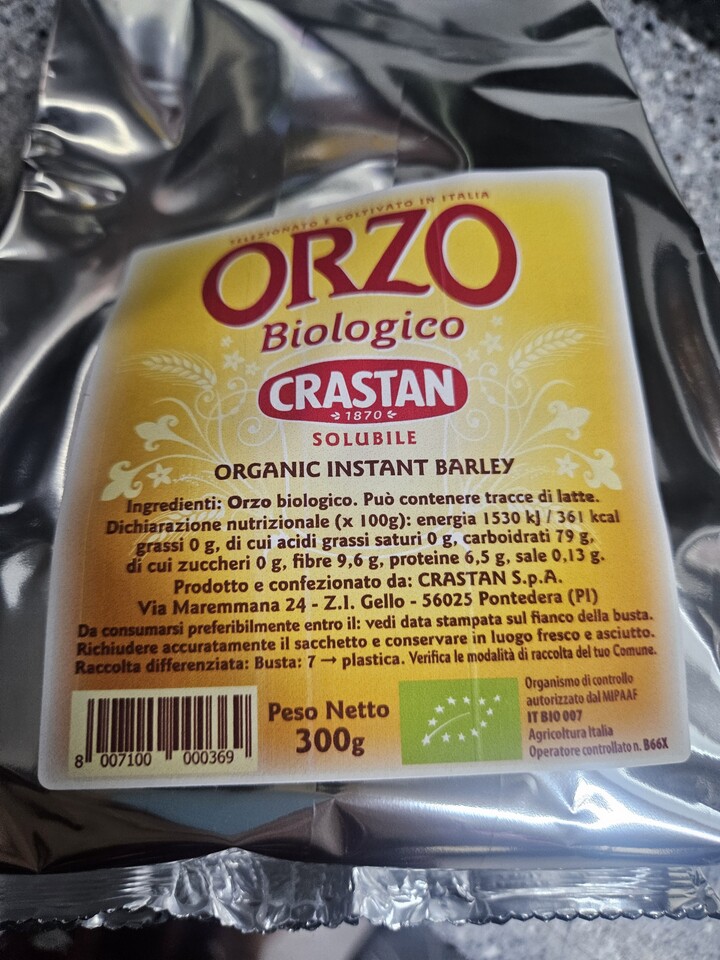 SELEZIONATO E COLTIVATO IN ITALIA
ORZO
Biologico
CRASTAN
1870
SOLUBILE
ORGANIC INSTANT BARLEY
Ingredienti: Orzo biologico. Può contenere tracce di latte.
Dichiarazione nutrizionale (x 100g): energia 1530 kJ / 361 kcal
grassi 0 g, di cui acidi grassi saturi 0 g, carboidrati 79 g,
di cui zuccheri 0 g, fibre 9,6 g, proteine 6,5 g, sale 0,13 g.
Prodotto e confezionato da: CRASTAN S.p.A.
Via Maremmana 24 - Z.I. Gello - 56025 Pontedera (PI)
Da consumarsi preferibilmente entro il: vedi data stampata sul fianco della busta.
Richiudere accuratamente il sacchetto e conservare in luogo fresco e asciutto.
Raccolta differenziata: Busta: 7 → plastica. Verifica le modalità di raccolta del tuo Comune.
8 007100 000369
Peso Netto
300g
Organismo di controllo
autorizzato dal MIPAAF
IT BIO 007
Agricoltura Italia
Operatore controllato n. B66X